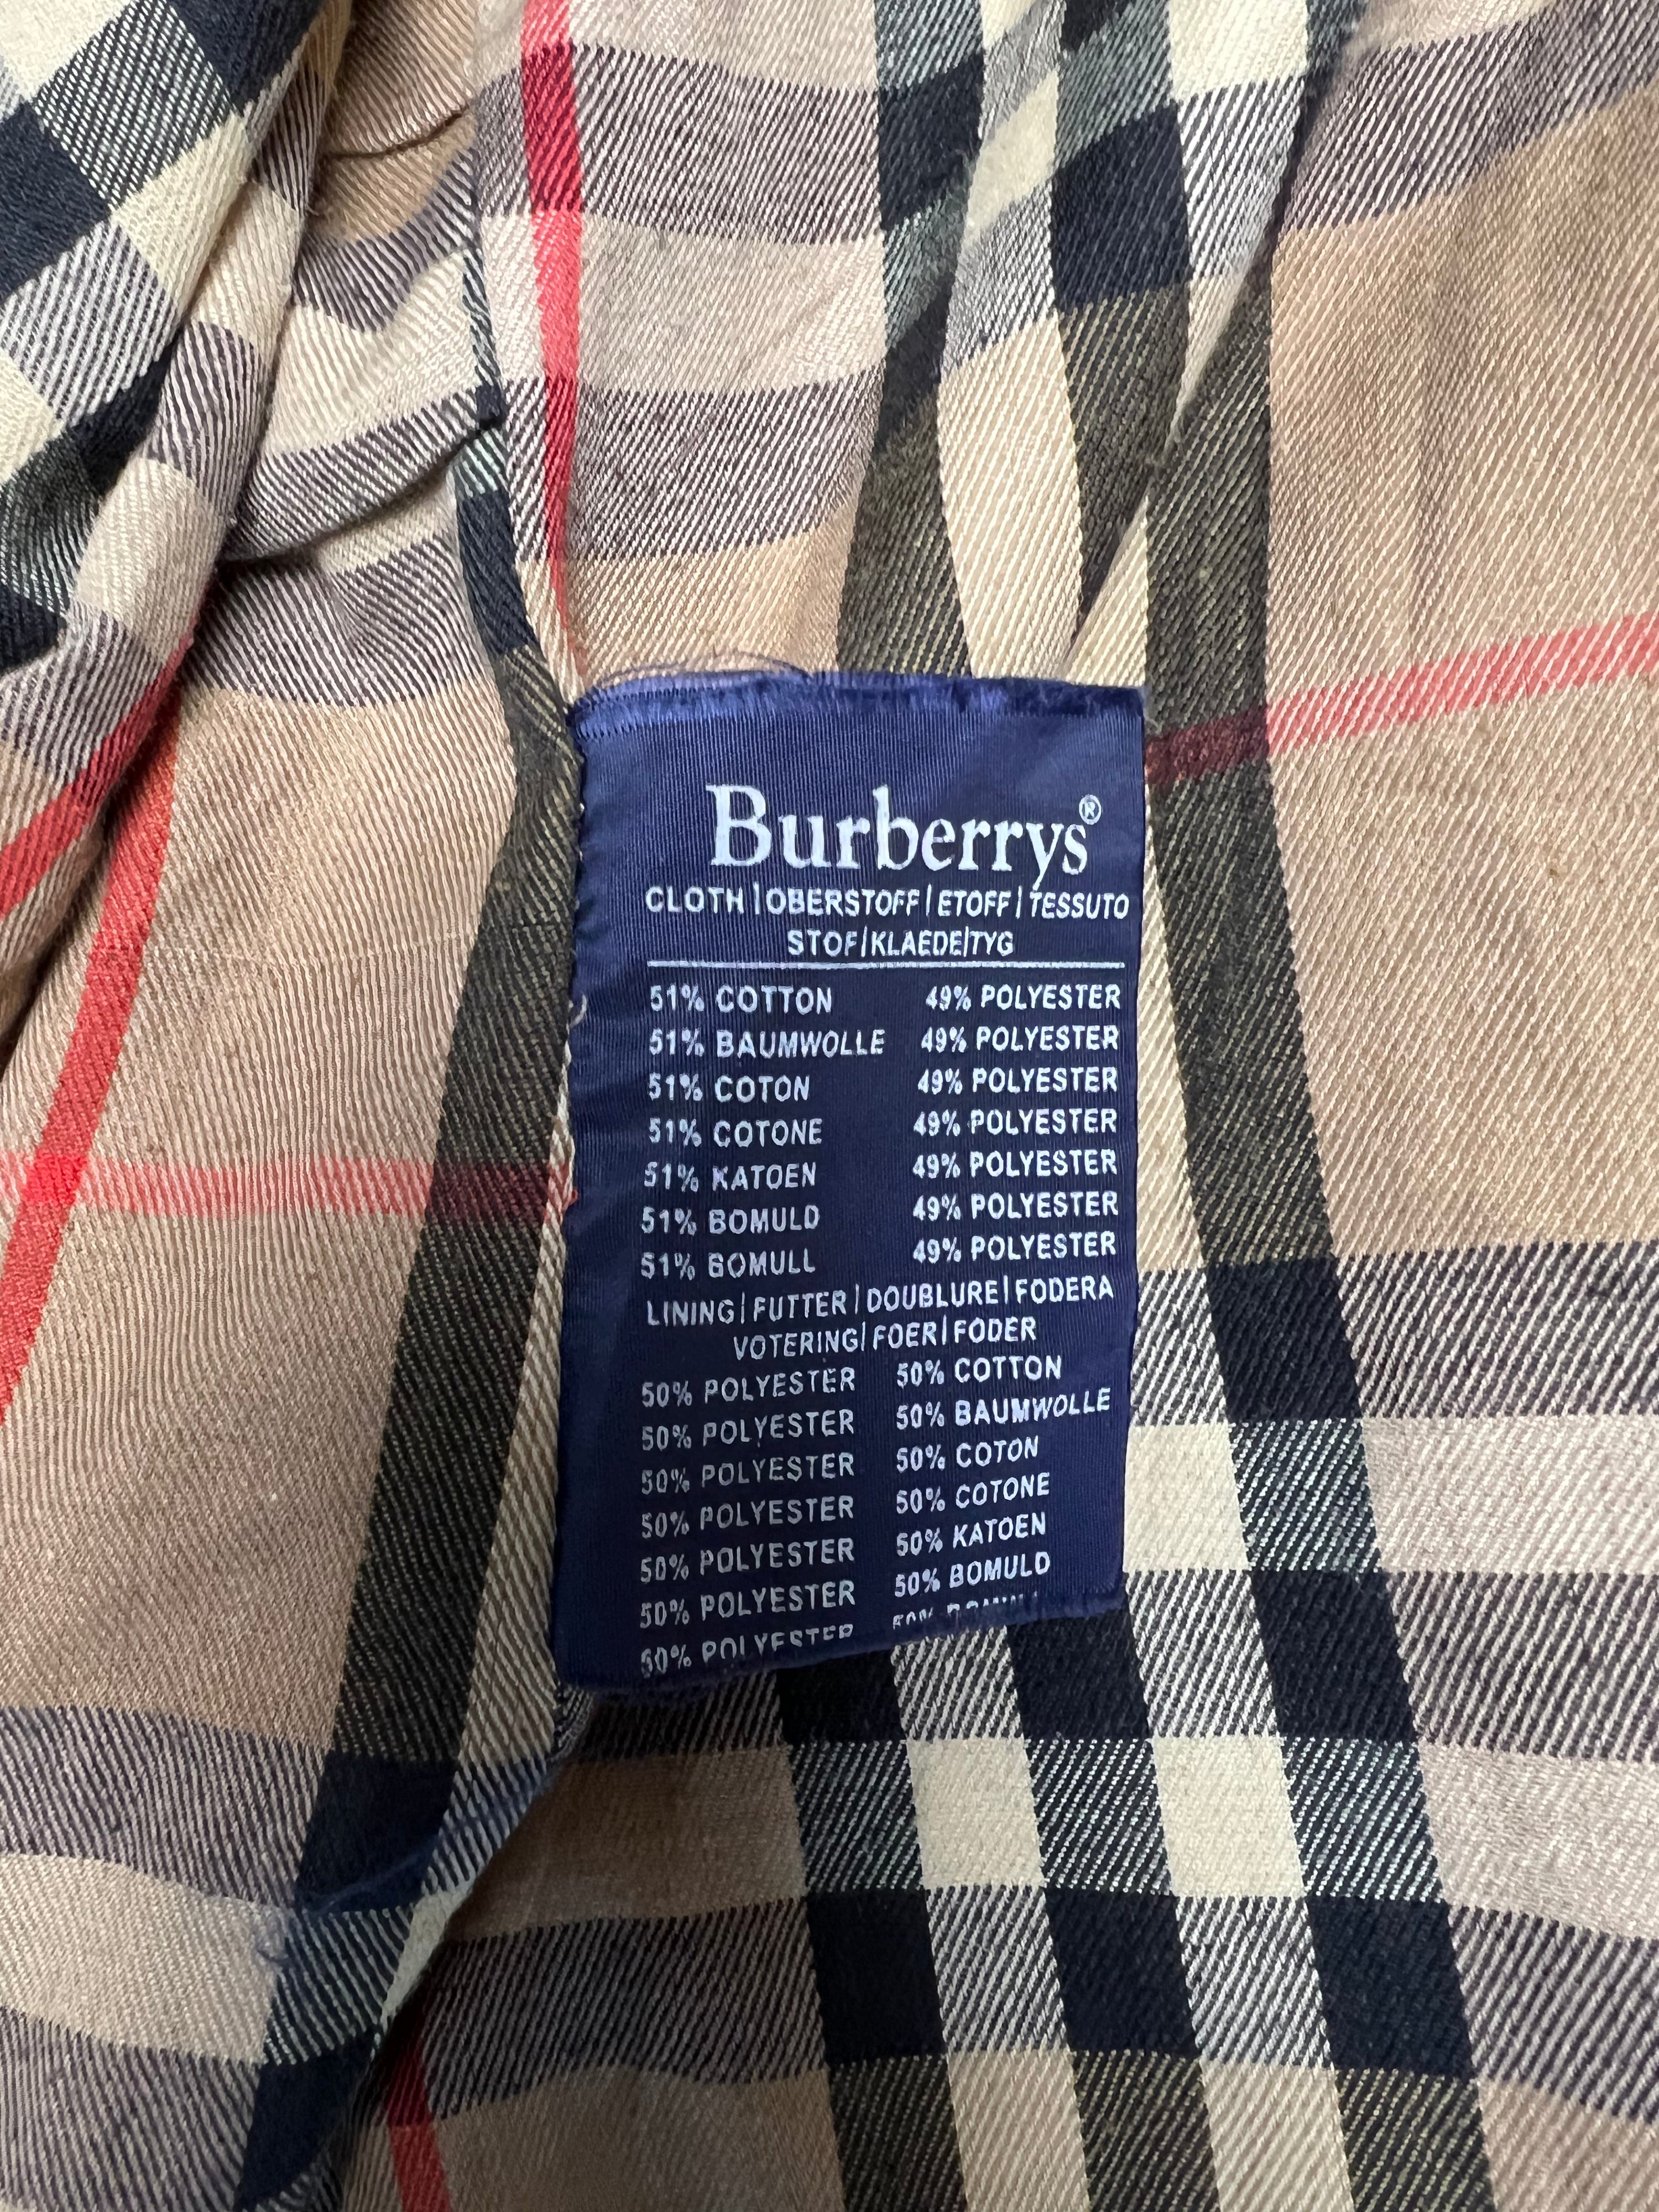 Burberrys®
CLOTH|OBERSTOFF|ETOFF|TESSUTO
STOF|KLAEDE|TYG
51% COTTON 49% POLYESTER
51% BAUMWOLLE 49% POLYESTER
51% COTON 49% POLYESTER
51% COTONE 49% POLYESTER
51% KATOEN 49% POLYESTER
51% BOMULD 49% POLYESTER
51% BOMULL 49% POLYESTER
LINING|FUTTER|DOUBLURE|FODERA
VOTERING|FOER|FODER
50% POLYESTER 50% COTTON
50% POLYESTER 50% BAUMWOLLE
50% POLYESTER 50% COTON
50% POLYESTER 50% COTONE
50% POLYESTER 50% KATOEN
50% POLYESTER 50% BOMULD
50% POLYESTER 50%